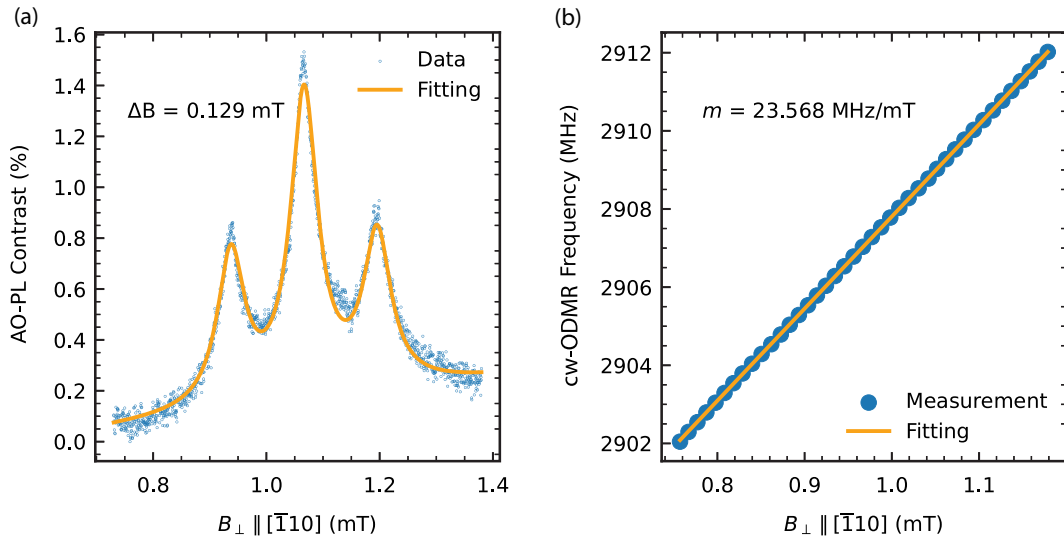 (a)
1.6
1.4
1.2
1.0
0.8
0.6
0.4
0.2
0.0
AO-PL Contrast (%)
ΔB = 0.129 mT
Data
Fitting
0.8 1.0 1.2 1.4
B⊥ ∥ [1̅10] (mT)
(b)
2912
2910
2908
2906
2904
2902
cw-ODMR Frequency (MHz)
m = 23.568 MHz/mT
Measurement
Fitting
0.8 0.9 1.0 1.1
B⊥ ∥ [1̅10] (mT)